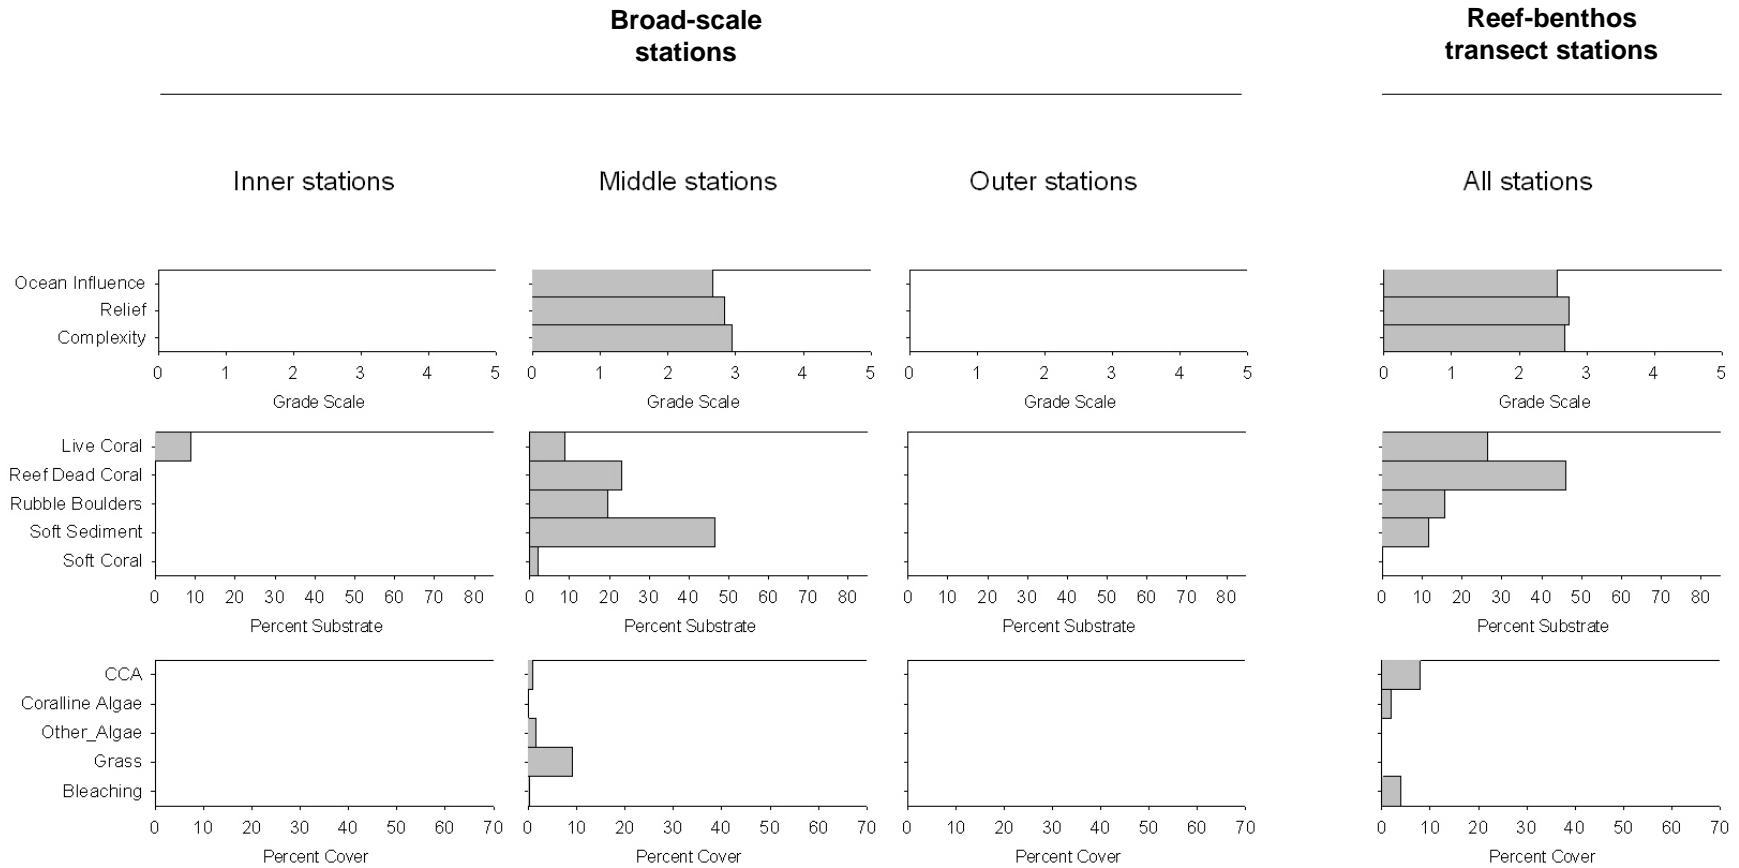 Broad-scale
stations
Reef-benthos
transect stations
Inner stations
Middle stations
Outer stations
All stations
Ocean Influence
Relief
Complexity
0 1 2 3 4 5
Grade Scale
0 1 2 3 4 5
Grade Scale
0 1 2 3 4 5
Grade Scale
0 1 2 3 4 5
Grade Scale
Live Coral
Reef Dead Coral
Rubble Boulders
Soft Sediment
Soft Coral
0 10 20 30 40 50 60 70 80
Percent Substrate
0 10 20 30 40 50 60 70 80
Percent Substrate
0 10 20 30 40 50 60 70 80
Percent Substrate
0 10 20 30 40 50 60 70 80
Percent Substrate
CCA
Coralline Algae
Other_Algae
Grass
Bleaching
0 10 20 30 40 50 60 70
Percent Cover
0 10 20 30 40 50 60 70
Percent Cover
0 10 20 30 40 50 60 70
Percent Cover
0 10 20 30 40 50 60 70
Percent Cover